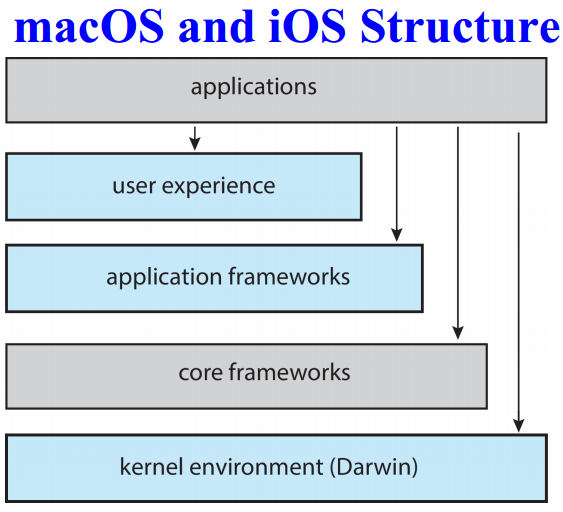 macOS and iOS Structure
applications
user experience
application frameworks
core frameworks
kernel environment (Darwin)